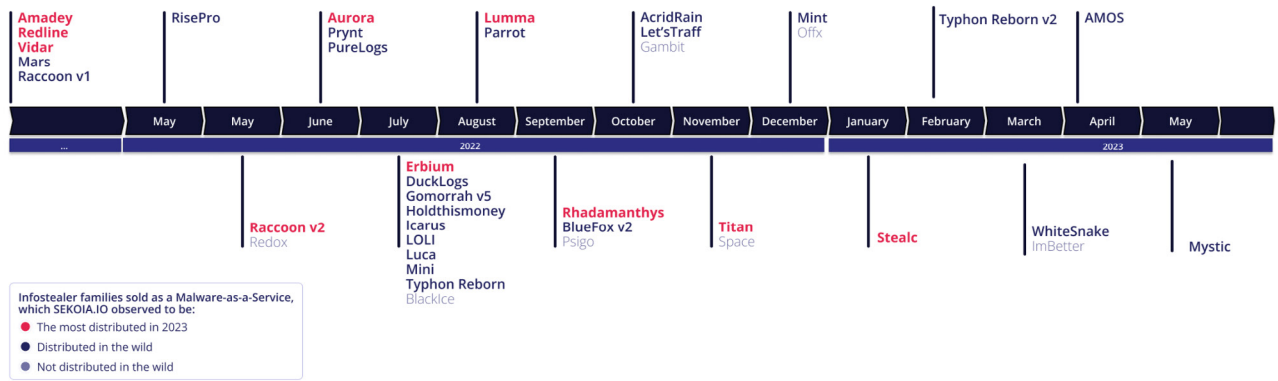 Amadey
Redline
Vidar
Mars
Raccoon v1
RisePro
Aurora
Prynt
PureLogs
Lumma
Parrot
AcridRain
Let'sTraff
Gambit
Mint
Offx
Typhon Reborn v2
AMOS
May May June July August September October November December January February March April May
... 2022 2023
Raccoon v2
Redox
Erbium
DuckLogs
Gomorrah v5
Holdthismoney
Icarus
LOLI
Luca
Mini
Typhon Reborn
BlackIce
Rhadamanthys
BlueFox v2
Psigo
Titan
Space
Stealc
WhiteSnake
ImBetter
Mystic
Infostealer families sold as a Malware-as-a-Service,
which SEKOIA.IO observed to be:
The most distributed in 2023
Distributed in the wild
Not distributed in the wild